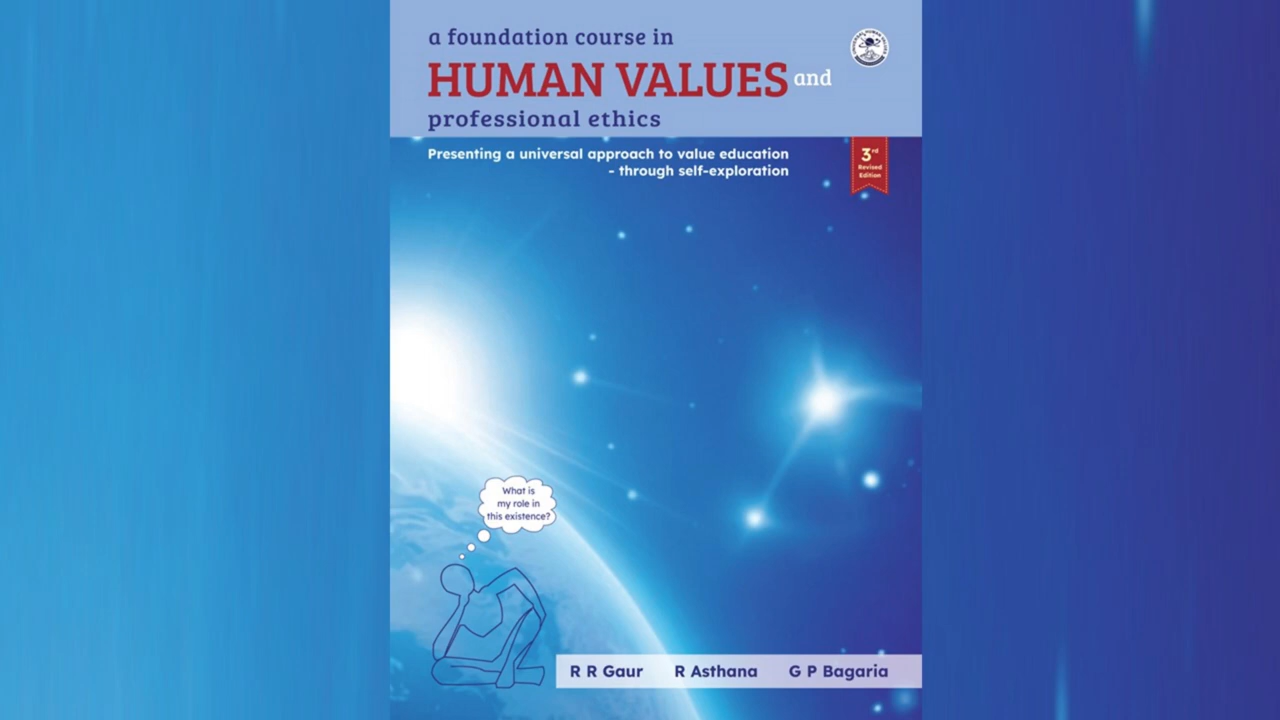 a foundation course in
HUMAN VALUES and
professional ethics
Presenting a universal approach to value education
- through self-exploration
3rd
Revised
Edition
What is
my role in
this existence?
R R Gaur R Asthana G P Bagaria